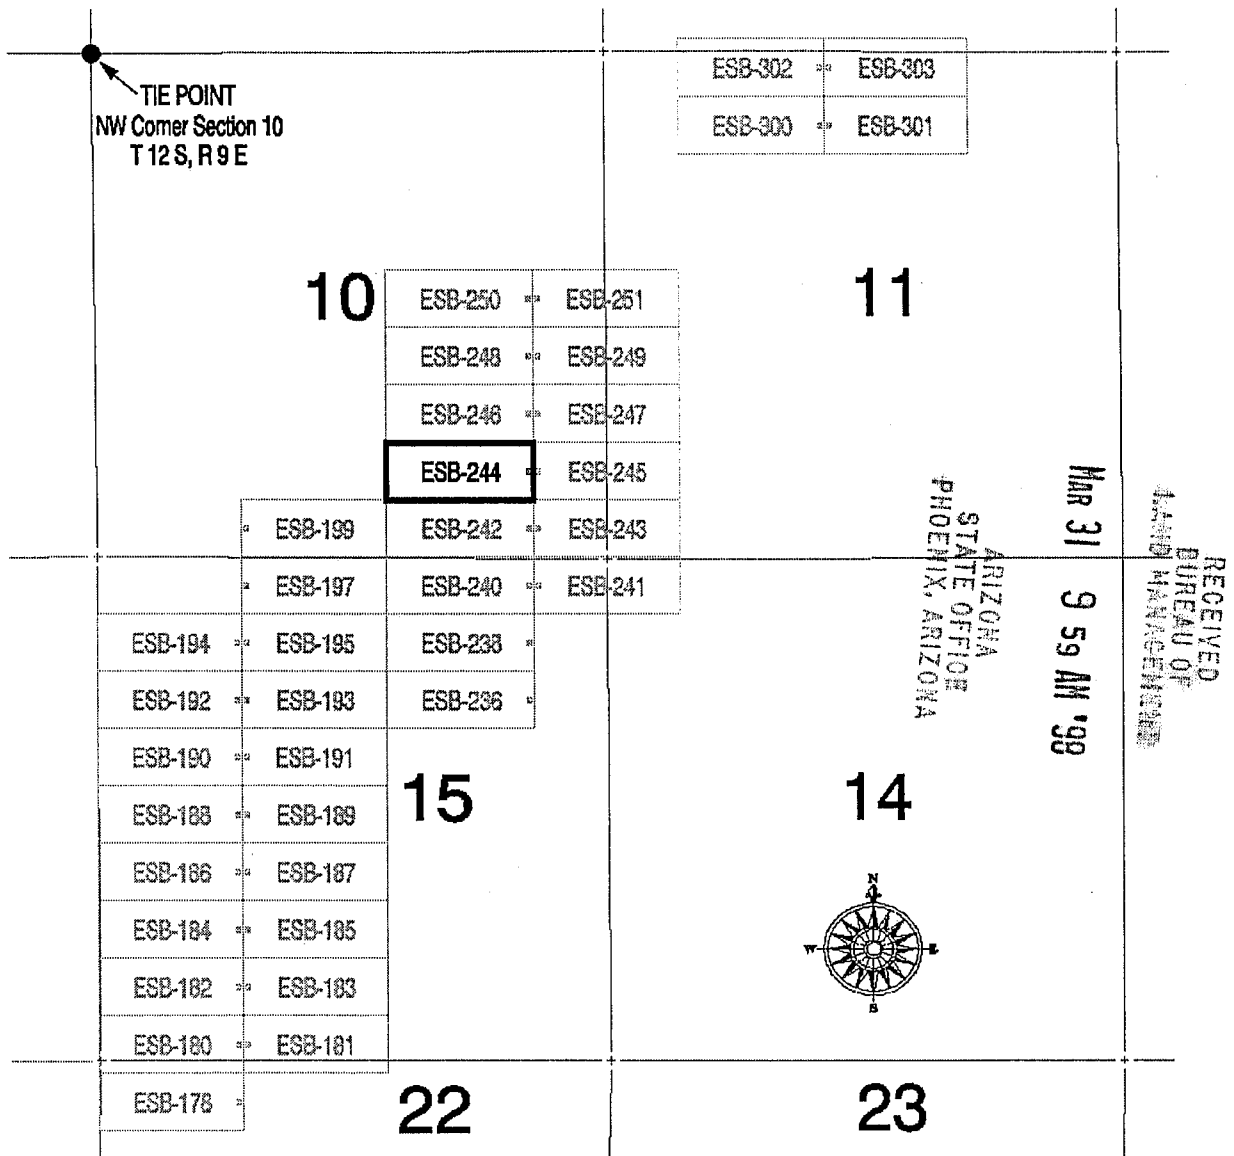 ESB-302 ESB-303
TIE POINT
NW Corner Section 10
T 12 S, R 9 E
ESB-300 ESB-301
10
11
ESB-250 ESB-251
ESB-248 ESB-249
ESB-246 ESB-247
ESB-244 ESB-245
ESB-199 ESB-242 ESB-243
ESB-197 ESB-240 ESB-241
ESB-194 ESB-195 ESB-238
ESB-192 ESB-193 ESB-236
ESB-190 ESB-191
15
14
ESB-188 ESB-189
ESB-186 ESB-187
ESB-184 ESB-185
ESB-182 ESB-183
ESB-180 ESB-181
ESB-178
22
23
N
W E
S
RECEIVED
BUREAU OF
LAND MANAGEMENT
MAR 31 9 59 AM '99
ARIZONA
STATE OFFICE
PHOENIX, ARIZONA